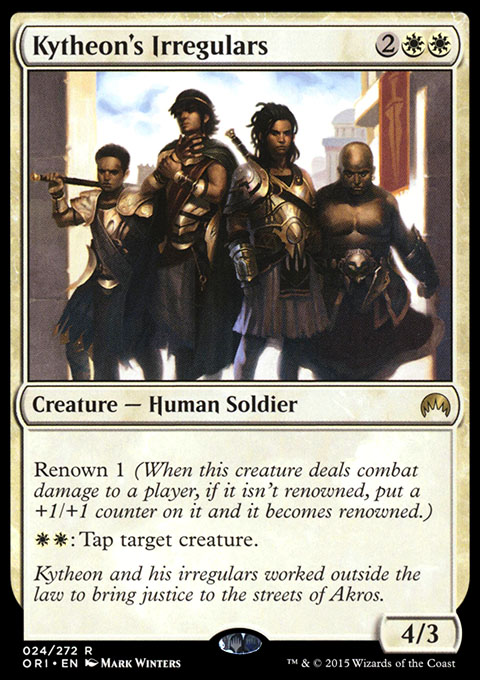 Kytheon's Irregulars 2
Creature — Human Soldier
Renown 1 (When this creature deals combat
damage to a player, if it isn't renowned, put a
+1/+1 counter on it and it becomes renowned.)
: Tap target creature.
Kytheon and his irregulars worked outside the
law to bring justice to the streets of Akros.
4/3
024/272 R
ORI • EN Mark Winters
™ & © 2015 Wizards of the Coast